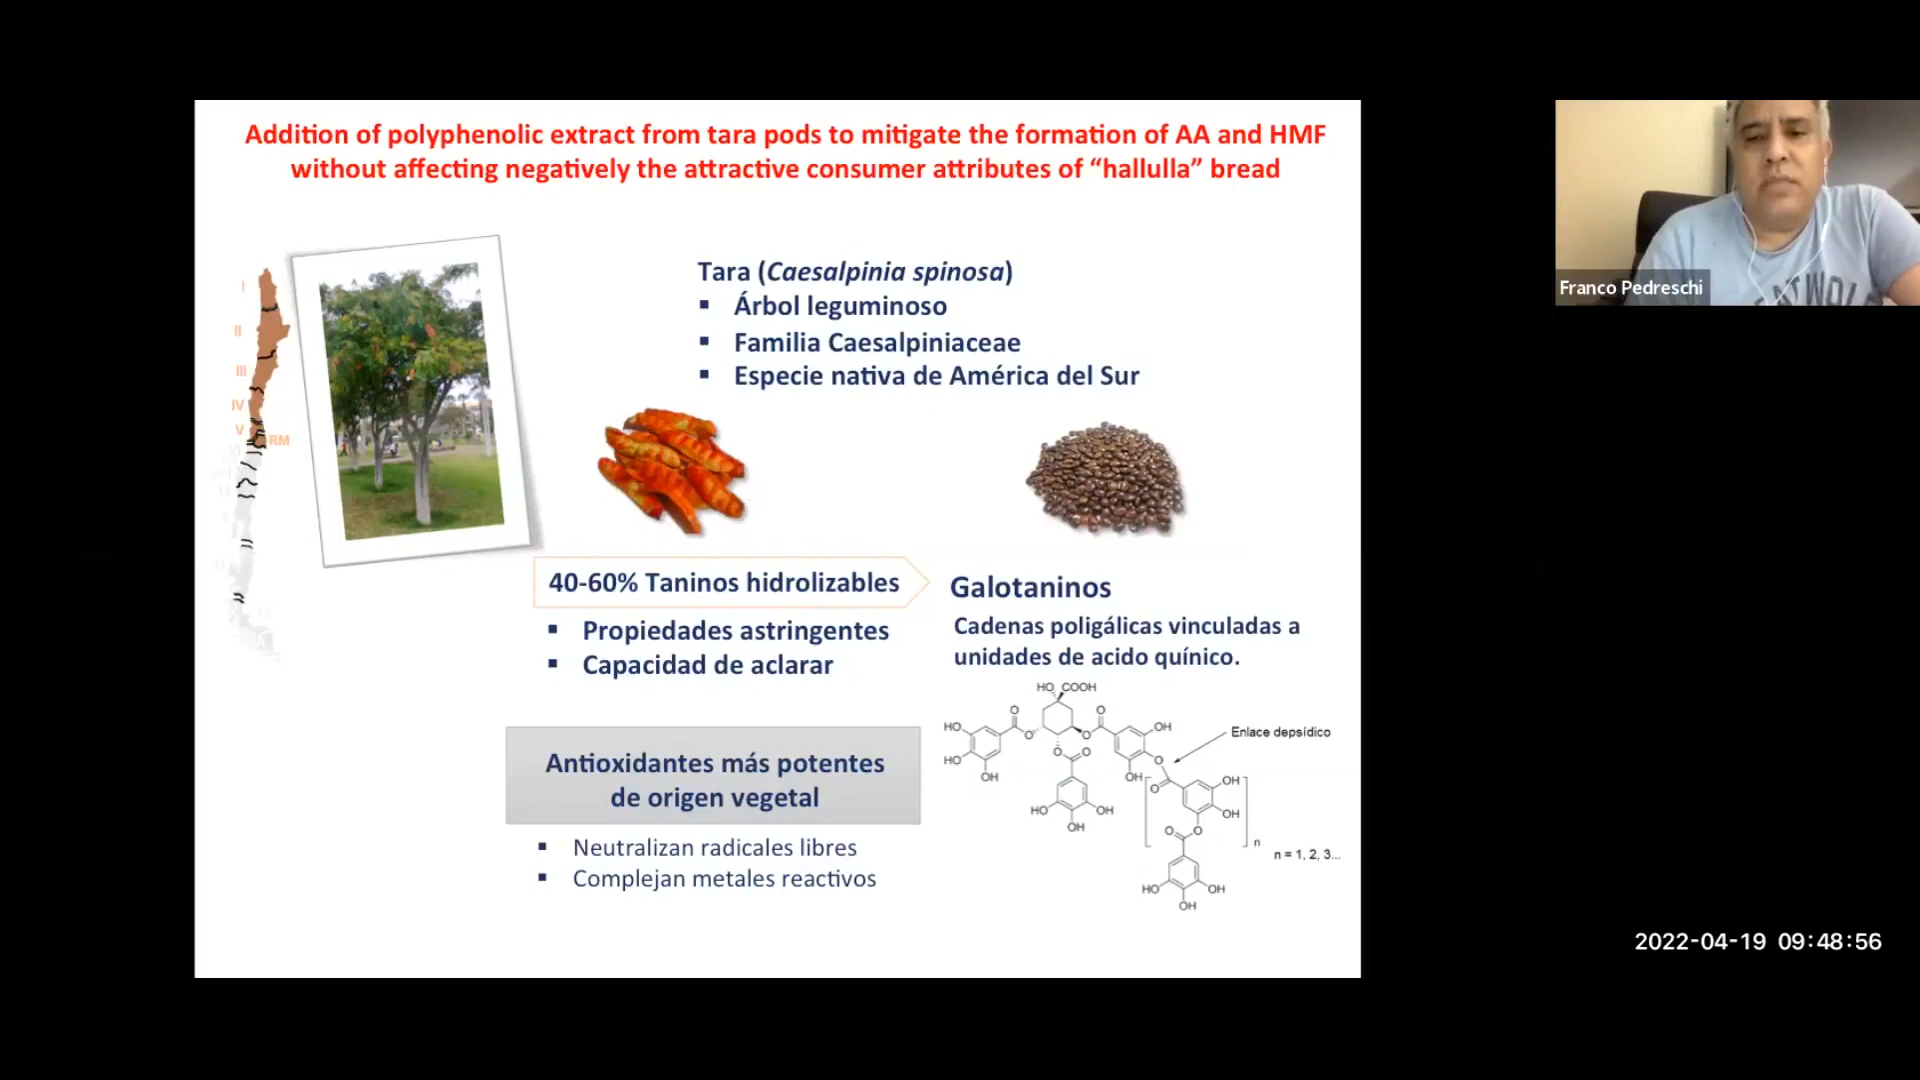 Addition of polyphenolic extract from tara pods to mitigate the formation of AA and HMF
without affecting negatively the attractive consumer attributes of “hallulla” bread
Franco Pedreschi
Tara (Caesalpinia spinosa)
▪ Árbol leguminoso
▪ Familia Caesalpiniaceae
▪ Especie nativa de América del Sur
I
II
III
IV
V
RM
40-60% Taninos hidrolizables
▪ Propiedades astringentes
▪ Capacidad de aclarar
Galotaninos
Cadenas poligálicas vinculadas a
unidades de acido quínico.
Antioxidantes más potentes
de origen vegetal
▪ Neutralizan radicales libres
▪ Complejan metales reactivos
HO COOH
O O
HO O O OH
HO O O O
OH OH
Enlace depsídico
O OH
HO OH OH
OH O O
n
n = 1, 2, 3...
HO OH
OH
2022-04-19 09:48:56